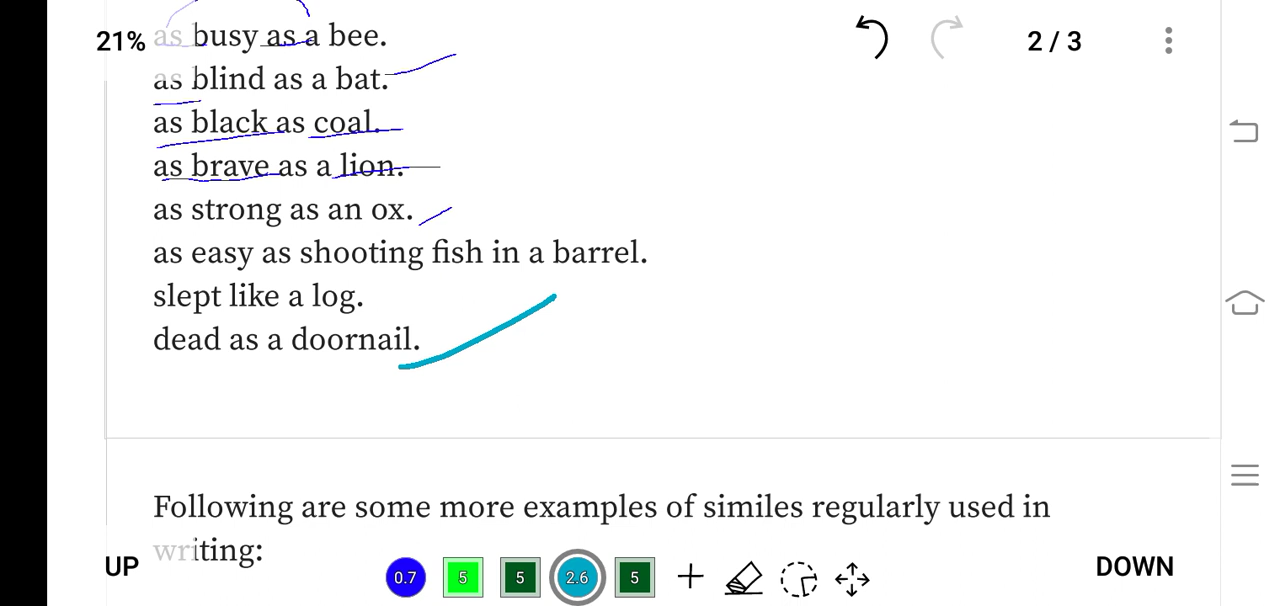 21% as busy as a bee. 2 / 3
as blind as a bat.
as black as coal.
as brave as a lion.
as strong as an ox.
as easy as shooting fish in a barrel.
slept like a log.
dead as a doornail.
Following are some more examples of similes regularly used in
UP writing: DOWN
0.7 5 5 2.6 5